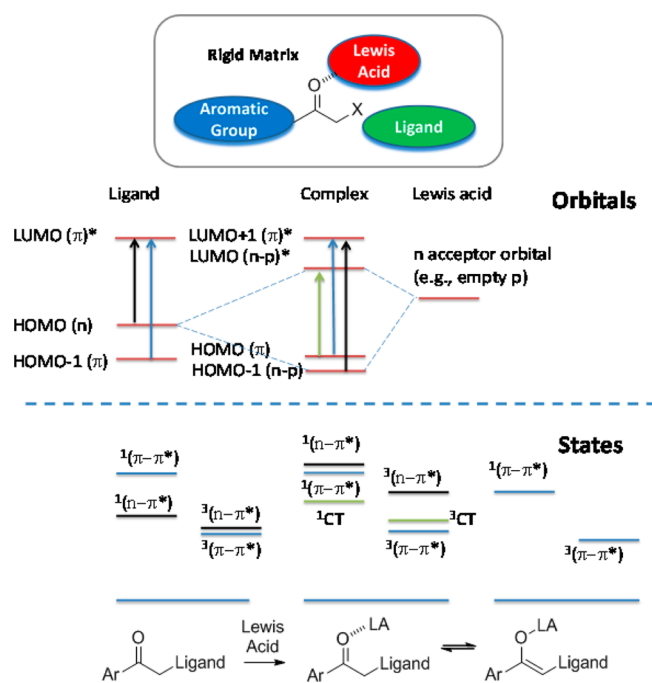 Rigid Matrix
Lewis
Acid
O
X
Aromatic
Group
Ligand
Ligand
Complex
Lewis acid
Orbitals
LUMO (π)*
LUMO+1 (π)*
LUMO (n-p)*
n acceptor orbital
(e.g., empty p)
HOMO (n)
HOMO-1 (π)
HOMO (π)
HOMO-1 (n-p)
States
¹(π–π*)
¹(n–π*)
³(n–π*)
³(π–π*)
¹(n–π*)
¹(π–π*)
¹CT
³(n–π*)
³CT
³(π–π*)
¹(π–π*)
³(π–π*)
O
Ar
Ligand
Lewis
Acid
O
LA
Ar
Ligand
O
LA
Ar
Ligand